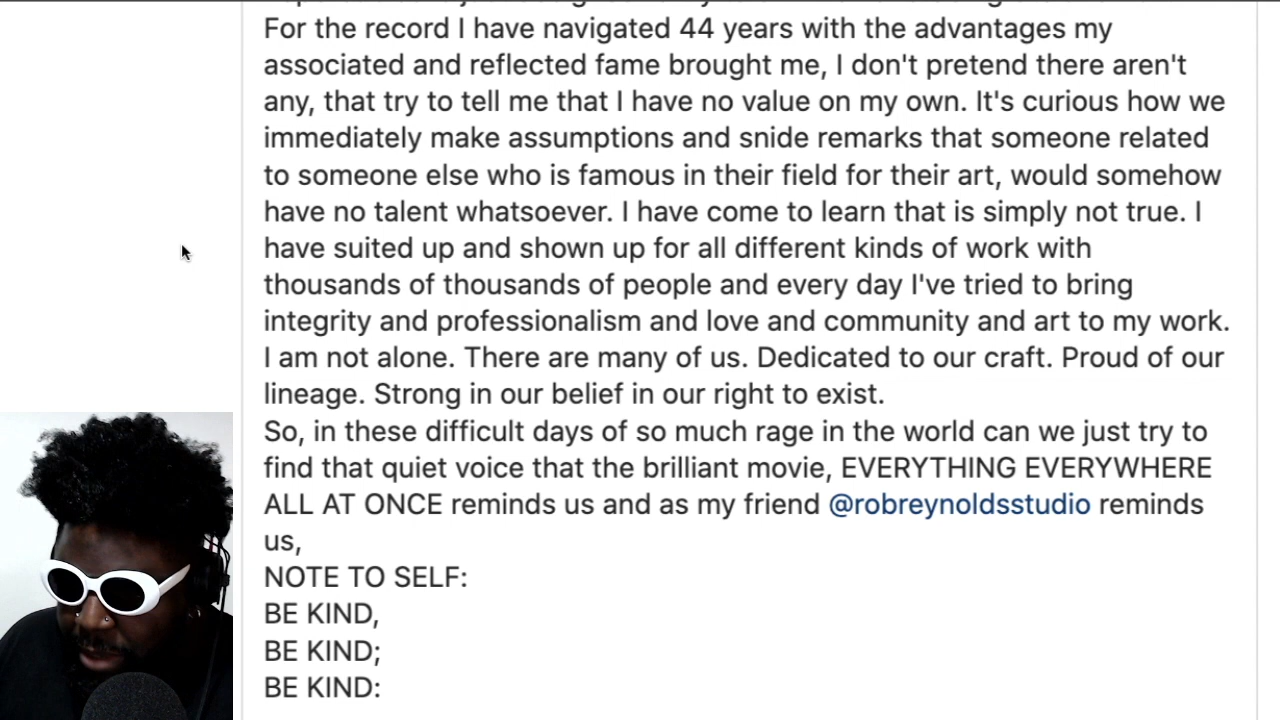 For the record I have navigated 44 years with the advantages my
associated and reflected fame brought me, I don't pretend there aren't
any, that try to tell me that I have no value on my own. It's curious how we
immediately make assumptions and snide remarks that someone related
to someone else who is famous in their field for their art, would somehow
have no talent whatsoever. I have come to learn that is simply not true. I
have suited up and shown up for all different kinds of work with
thousands of thousands of people and every day I've tried to bring
integrity and professionalism and love and community and art to my work.
I am not alone. There are many of us. Dedicated to our craft. Proud of our
lineage. Strong in our belief in our right to exist.
So, in these difficult days of so much rage in the world can we just try to
find that quiet voice that the brilliant movie, EVERYTHING EVERYWHERE
ALL AT ONCE reminds us and as my friend @robreynoldsstudio reminds
us,
NOTE TO SELF:
BE KIND,
BE KIND;
BE KIND: